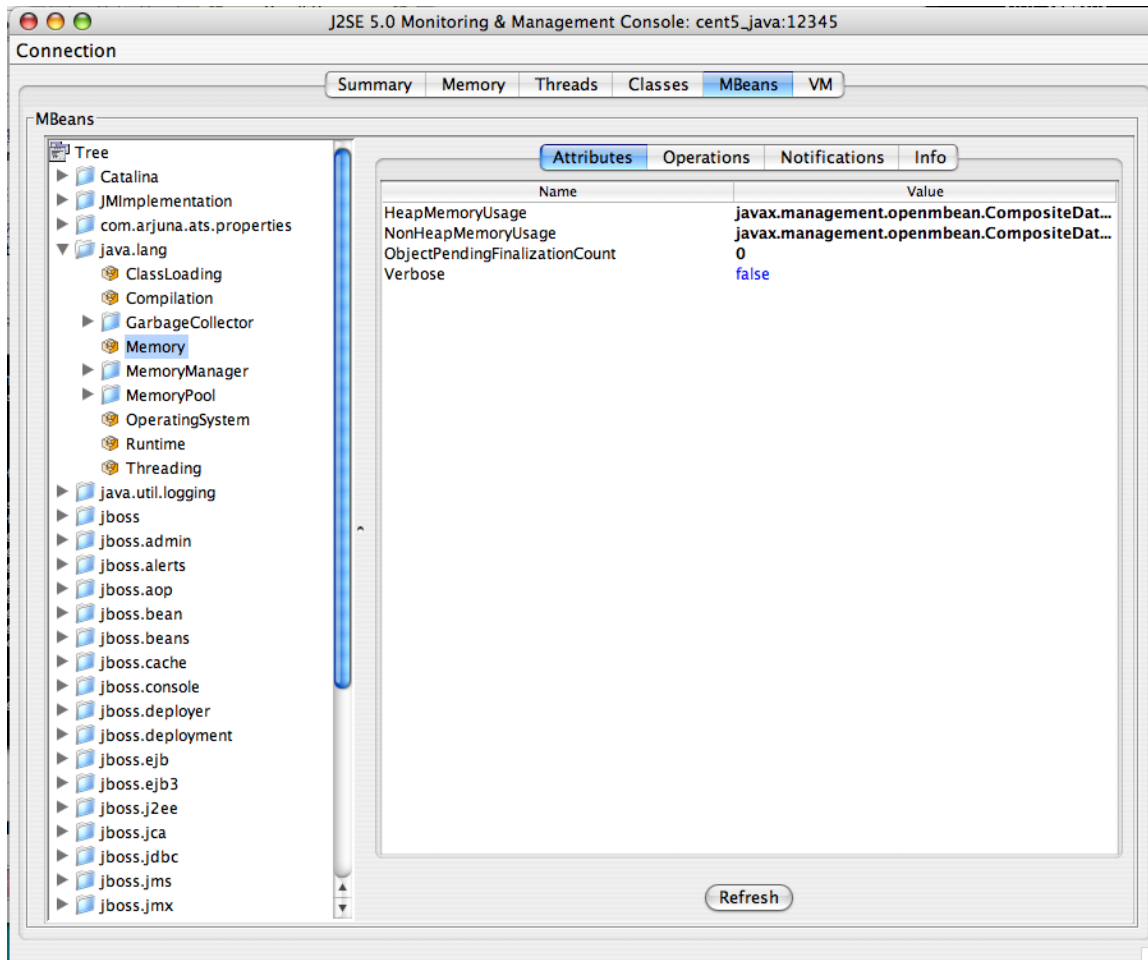 J2SE 5.0 Monitoring & Management Console: cent5_java:12345
Connection
Summary Memory Threads Classes MBeans VM
MBeans
Tree
Catalina
JMImplementation
com.arjuna.ats.properties
java.lang
ClassLoading
Compilation
GarbageCollector
Memory
MemoryManager
MemoryPool
OperatingSystem
Runtime
Threading
java.util.logging
jboss
jboss.admin
jboss.alerts
jboss.aop
jboss.bean
jboss.beans
jboss.cache
jboss.console
jboss.deployer
jboss.deployment
jboss.ejb
jboss.ejb3
jboss.j2ee
jboss.jca
jboss.jdbc
jboss.jms
jboss.jmx
Attributes Operations Notifications Info
Name Value
HeapMemoryUsage javax.management.openmbean.CompositeDat...
NonHeapMemoryUsage javax.management.openmbean.CompositeDat...
ObjectPendingFinalizationCount 0
Verbose false
Refresh